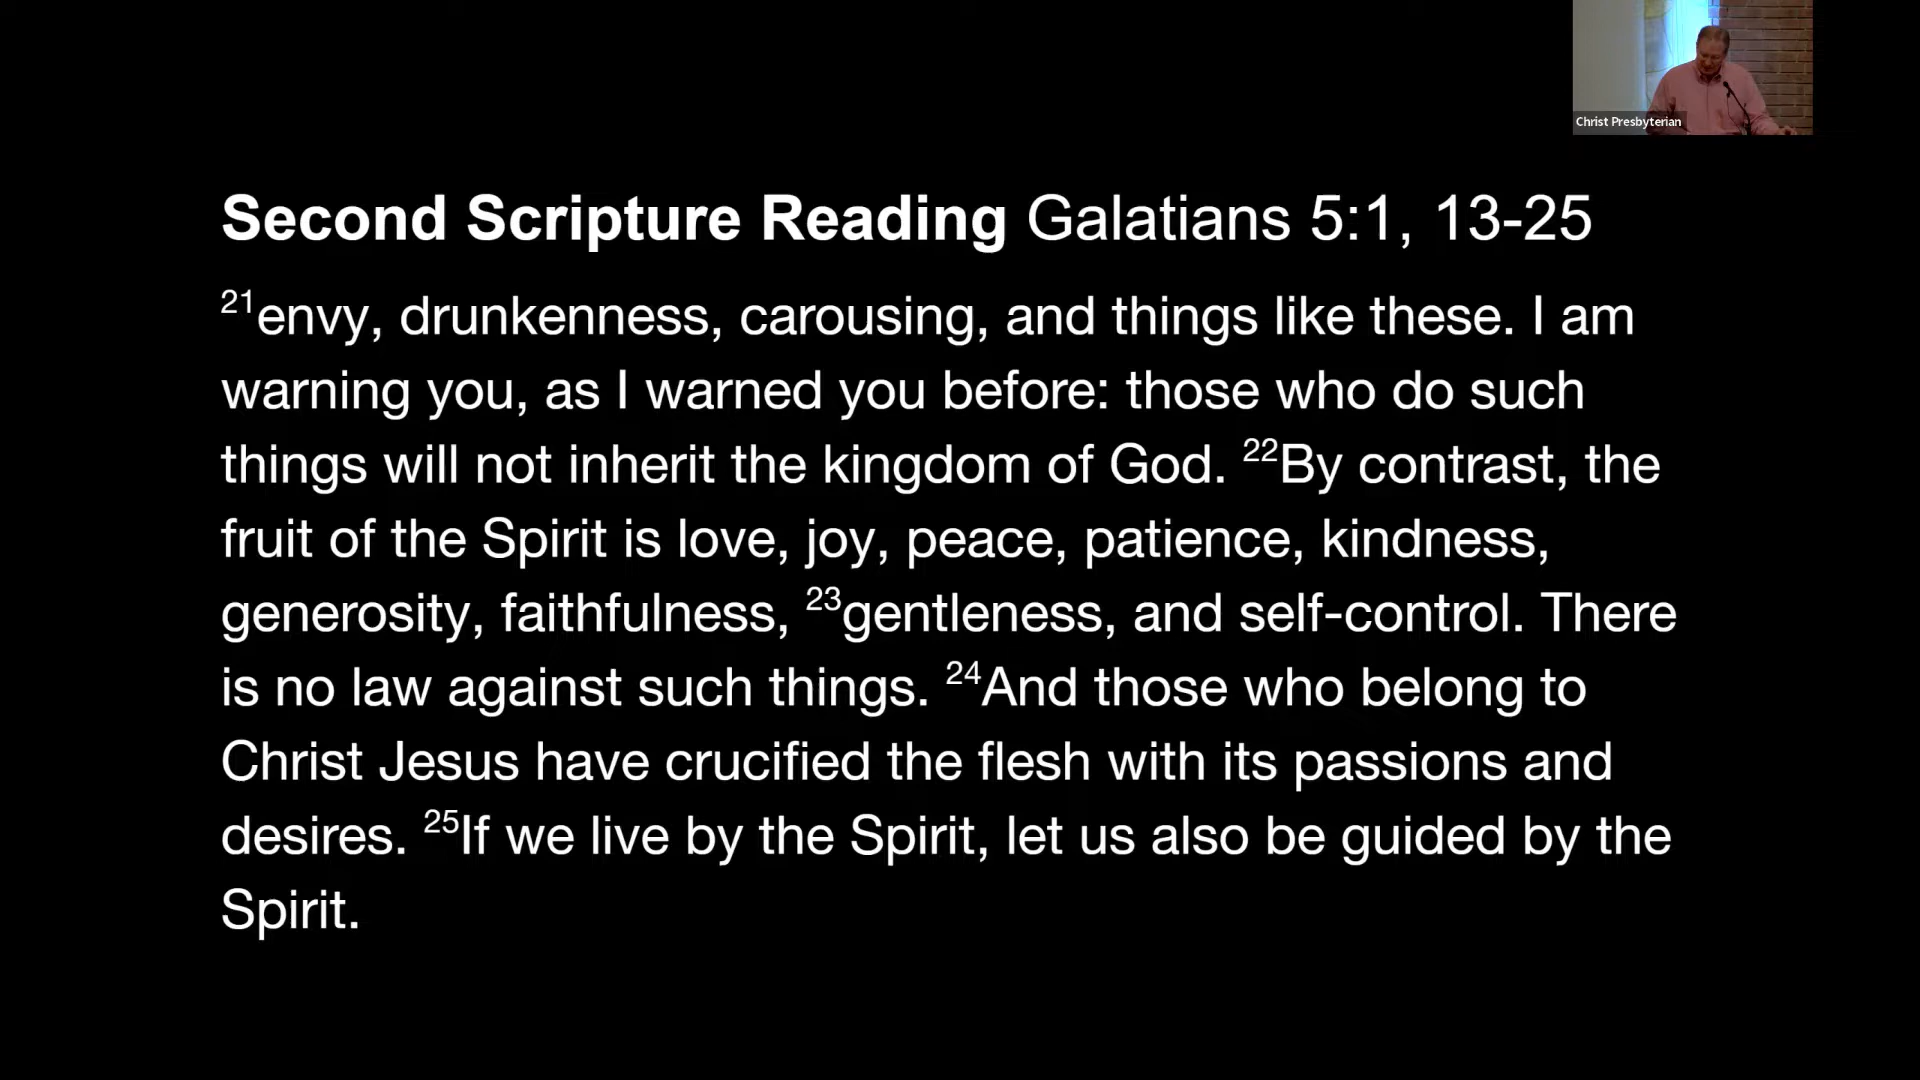 Christ Presbyterian
Second Scripture Reading Galatians 5:1, 13-25
21envy, drunkenness, carousing, and things like these. I am
warning you, as I warned you before: those who do such
things will not inherit the kingdom of God. 22By contrast, the
fruit of the Spirit is love, joy, peace, patience, kindness,
generosity, faithfulness, 23gentleness, and self-control. There
is no law against such things. 24And those who belong to
Christ Jesus have crucified the flesh with its passions and
desires. 25If we live by the Spirit, let us also be guided by the
Spirit.